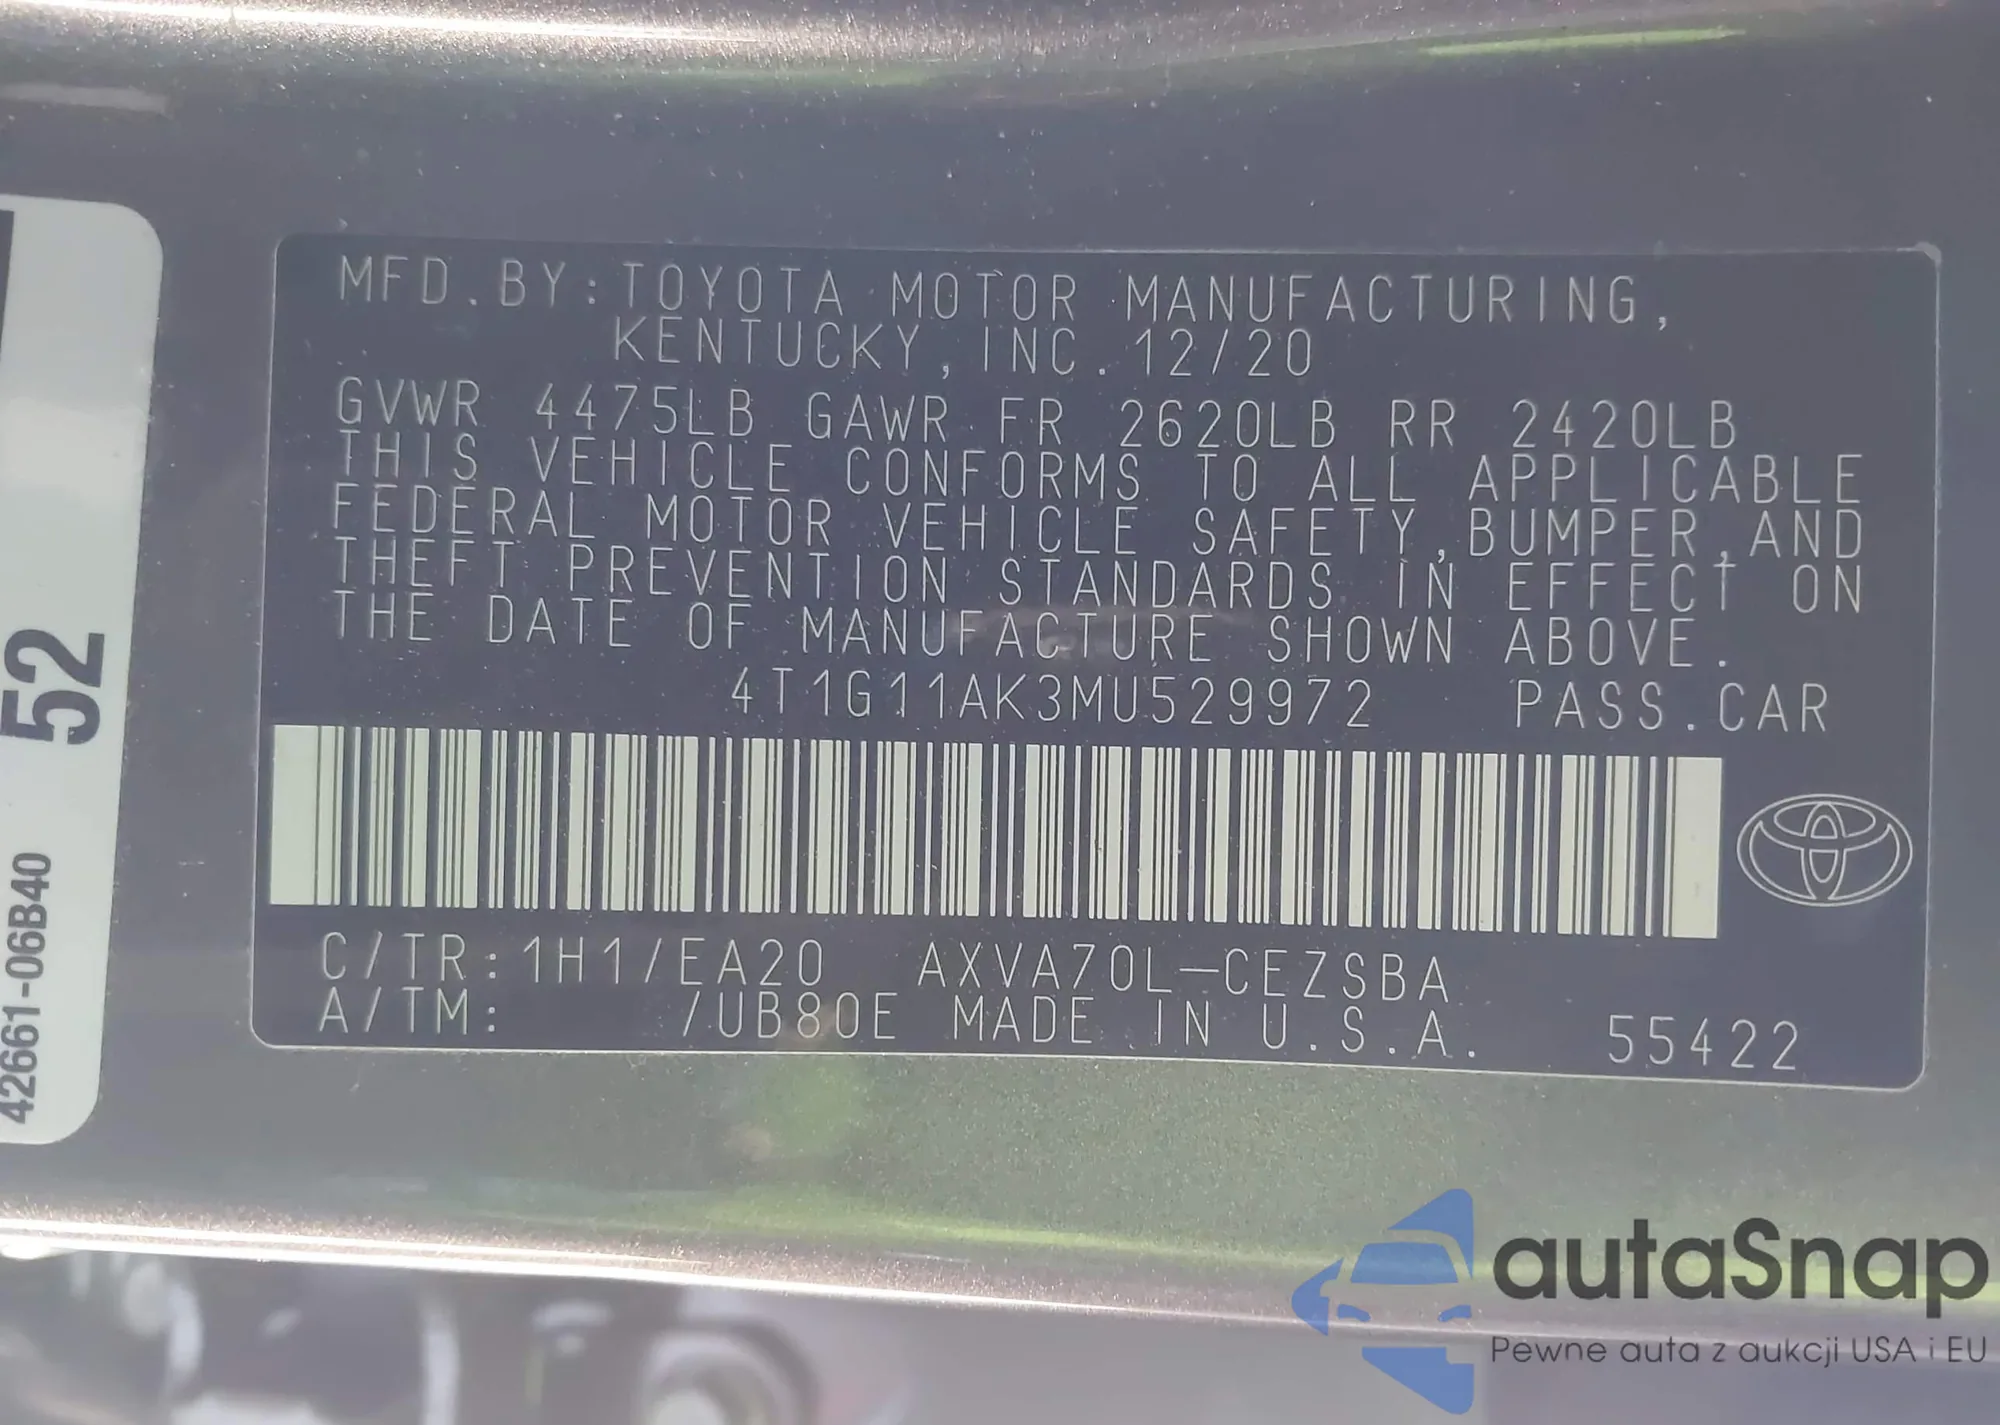 MFD.BY:TOYOTA MOTOR MANUFACTURING,
KENTUCKY,INC.12/20
GVWR 4475LB GAWR FR 2620LB RR 2420LB
THIS VEHICLE CONFORMS TO ALL APPLICABLE
FEDERAL MOTOR VEHICLE SAFETY,BUMPER,AND
THEFT PREVENTION STANDARDS IN EFFECT ON
THE DATE OF MANUFACTURE SHOWN ABOVE.
4T1G11AK3MU529972 PASS.CAR
C/TR:1H1/EA20 AXVA70L-CEZSBA
A/TM: /UB80E MADE IN U.S.A. 55422
52
42661-06B40
autoSnap
Pewne auta z aukcji USA i EU